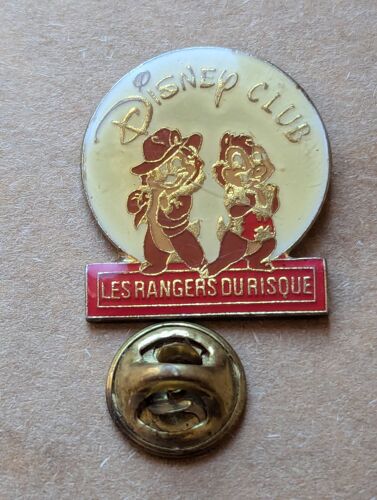 DISNEY CLUB
LES RANGERS DU RISQUE